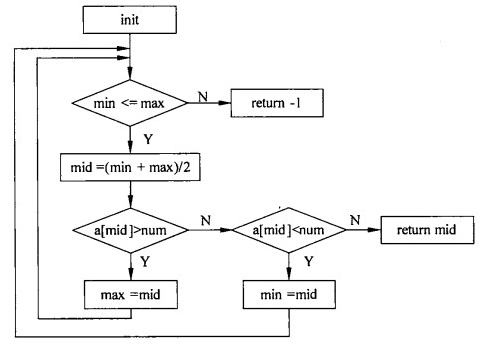 init
min <= max
N
return -1
Y
mid =(min + max)/2
a[mid]>num
N
a[mid]<num
N
return mid
Y
Y
max =mid
min =mid